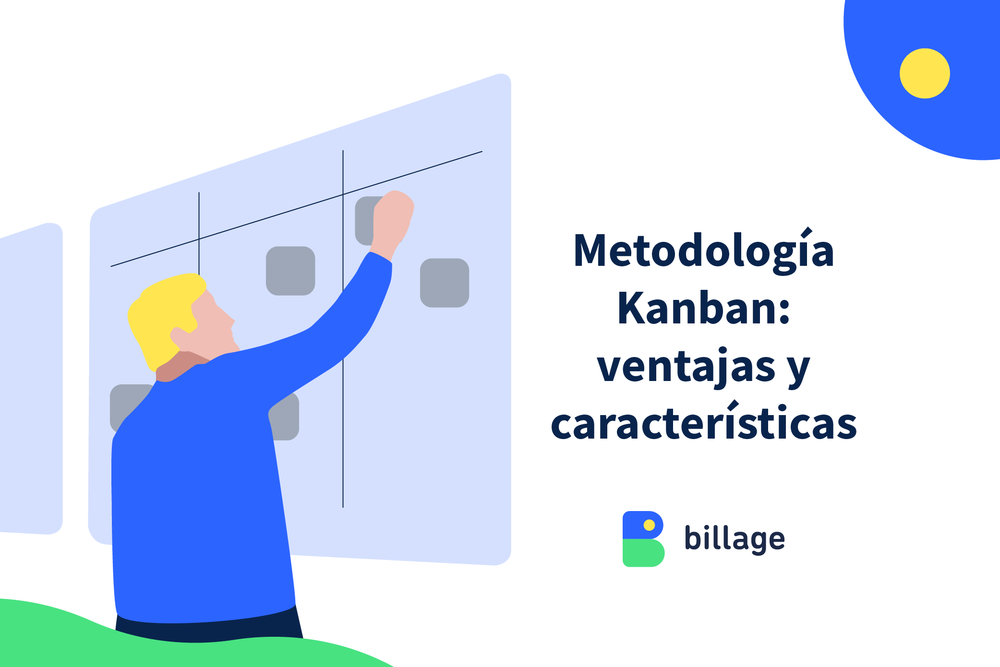 Metodología
Kanban:
ventajas y
características
billage